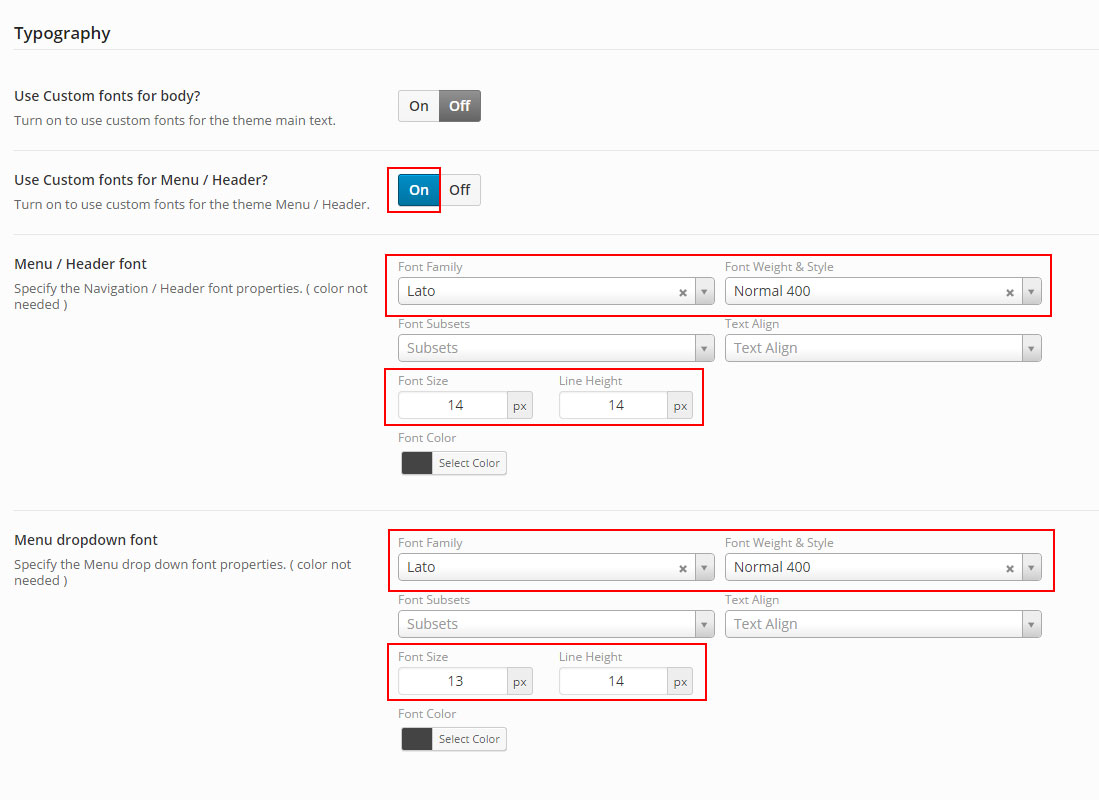 Typography
Use Custom fonts for body?
Turn on to use custom fonts for the theme main text.
On Off
Use Custom fonts for Menu / Header?
Turn on to use custom fonts for the theme Menu / Header.
On Off
Menu / Header font
Specify the Navigation / Header font properties. ( color not
needed )
Font Family Font Weight & Style
Lato × Normal 400 ×
Font Subsets Text Align
Subsets Text Align
Font Size Line Height
14 px 14 px
Font Color
Select Color
Menu dropdown font
Specify the Menu drop down font properties. ( color not
needed )
Font Family Font Weight & Style
Lato × Normal 400 ×
Font Subsets Text Align
Subsets Text Align
Font Size Line Height
13 px 14 px
Font Color
Select Color